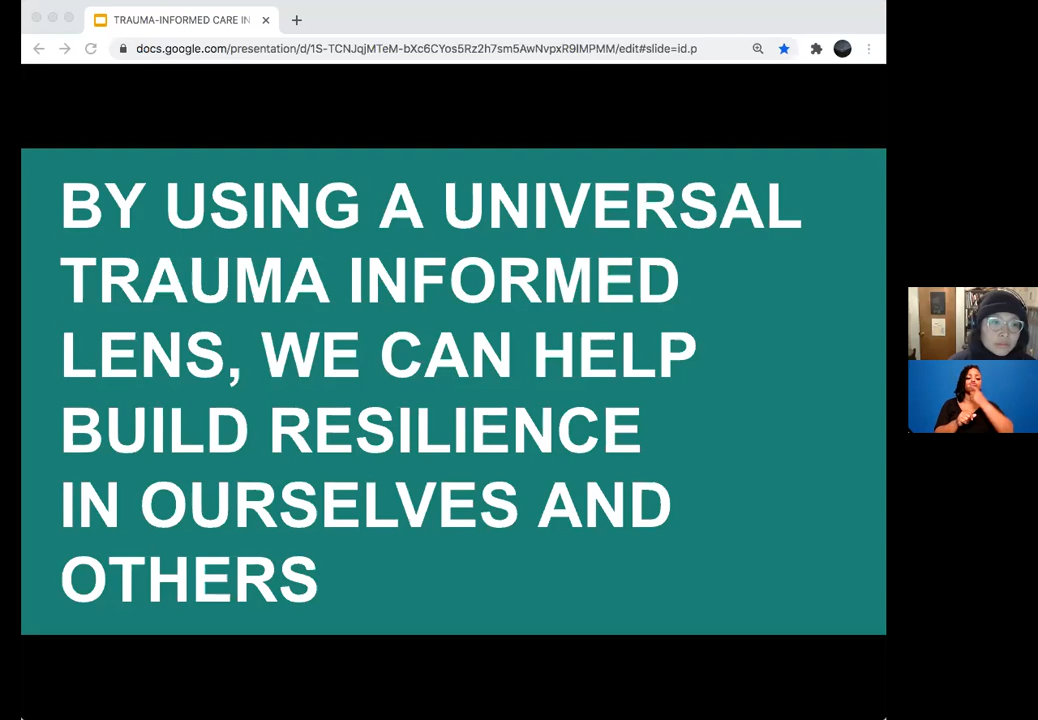 TRAUMA-INFORMED CARE IN
docs.google.com/presentation/d/1S-TCNJqjMTeM-bXc6CYos5Rz2h7sm5AwNvpxR9IMPMM/edit#slide=id.p
BY USING A UNIVERSAL
TRAUMA INFORMED
LENS, WE CAN HELP
BUILD RESILIENCE
IN OURSELVES AND
OTHERS